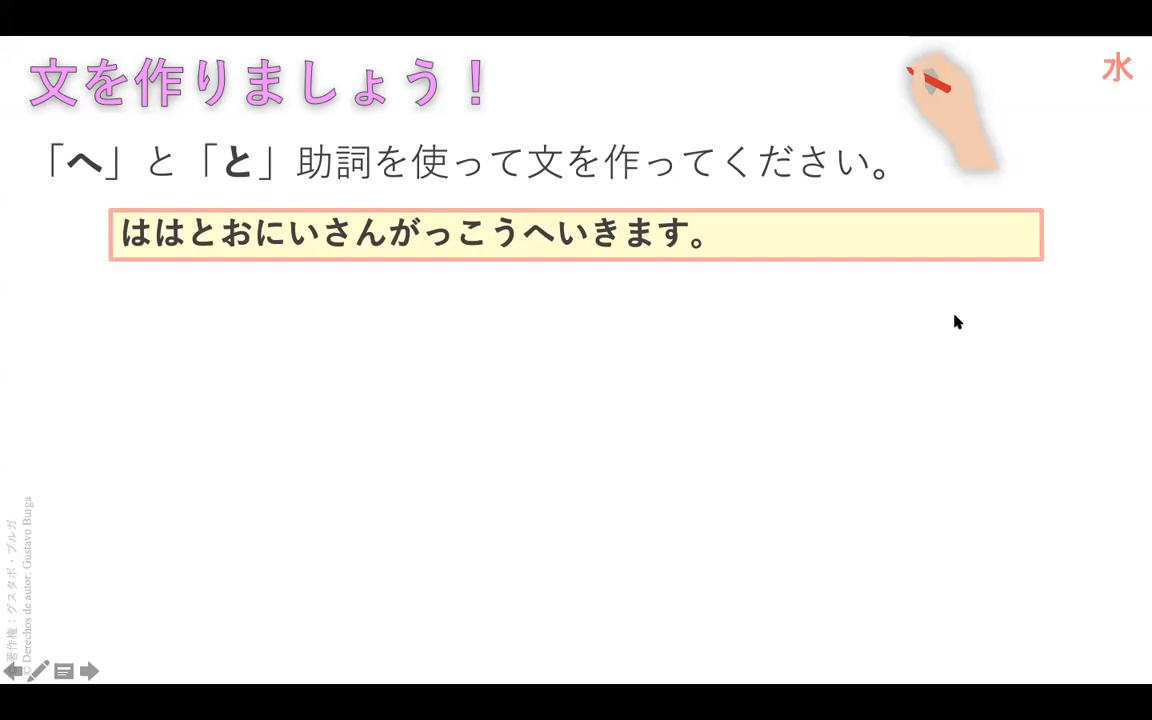 文を作りましょう！
水
「へ」と「と」助詞を使って文を作ってください。
ははとおにいさんがっこうへいきます。
著作権：グスタボ・ブルガ
© Derechos de autor: Gustavo Burga